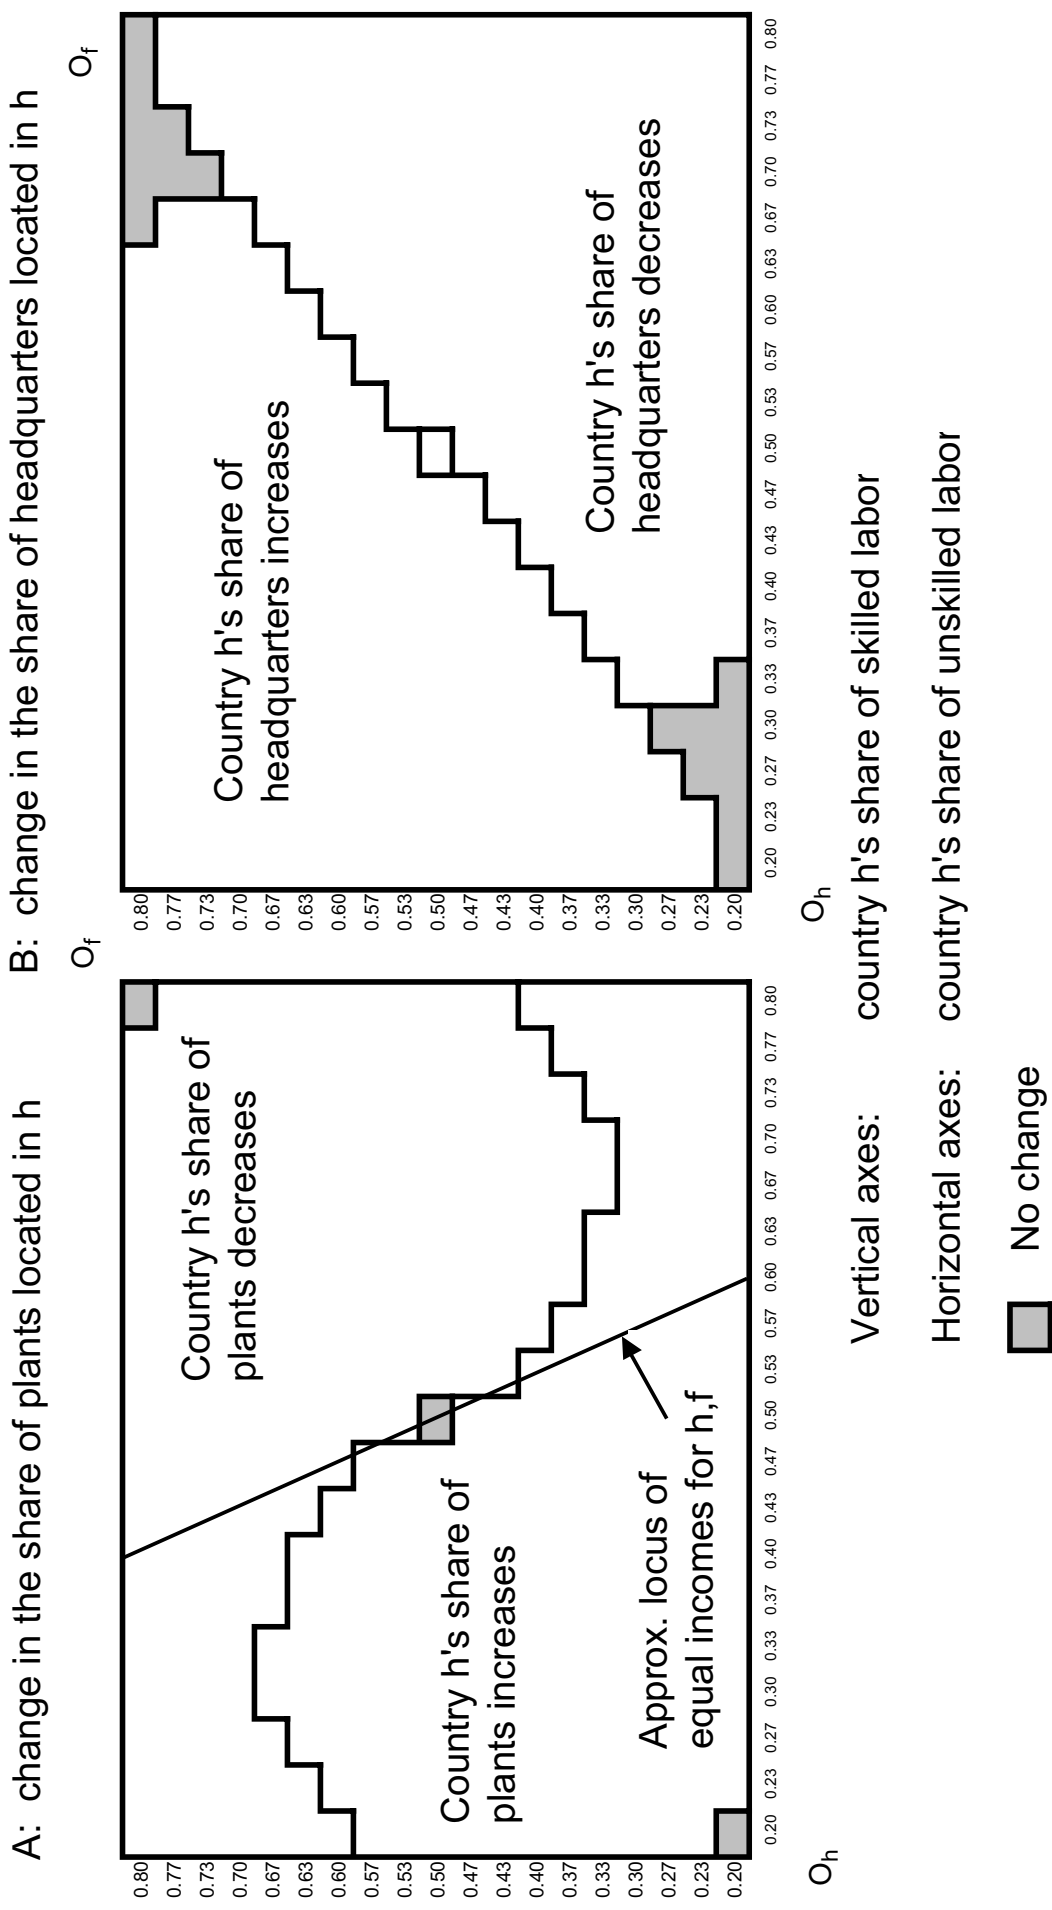 A: change in the share of plants located in h
O_f
0.80
0.77
0.73
0.70
0.67
0.63
0.60
0.57
0.53
0.50
0.47
0.43
0.40
0.37
0.33
0.30
0.27
0.23
0.20
Country h's share of
plants decreases
Country h's share of
plants increases
Approx. locus of
equal incomes for h,f
O_h
0.20 0.23 0.27 0.30 0.33 0.37 0.40 0.43 0.47 0.50 0.53 0.57 0.60 0.63 0.67 0.70 0.73 0.77 0.80
B: change in the share of headquarters located in h
O_f
0.80
0.77
0.73
0.70
0.67
0.63
0.60
0.57
0.53
0.50
0.47
0.43
0.40
0.37
0.33
0.30
0.27
0.23
0.20
Country h's share of
headquarters increases
Country h's share of
headquarters decreases
O_h
0.20 0.23 0.27 0.30 0.33 0.37 0.40 0.43 0.47 0.50 0.53 0.57 0.60 0.63 0.67 0.70 0.73 0.77 0.80
Vertical axes: country h's share of skilled labor
Horizontal axes: country h's share of unskilled labor
No change